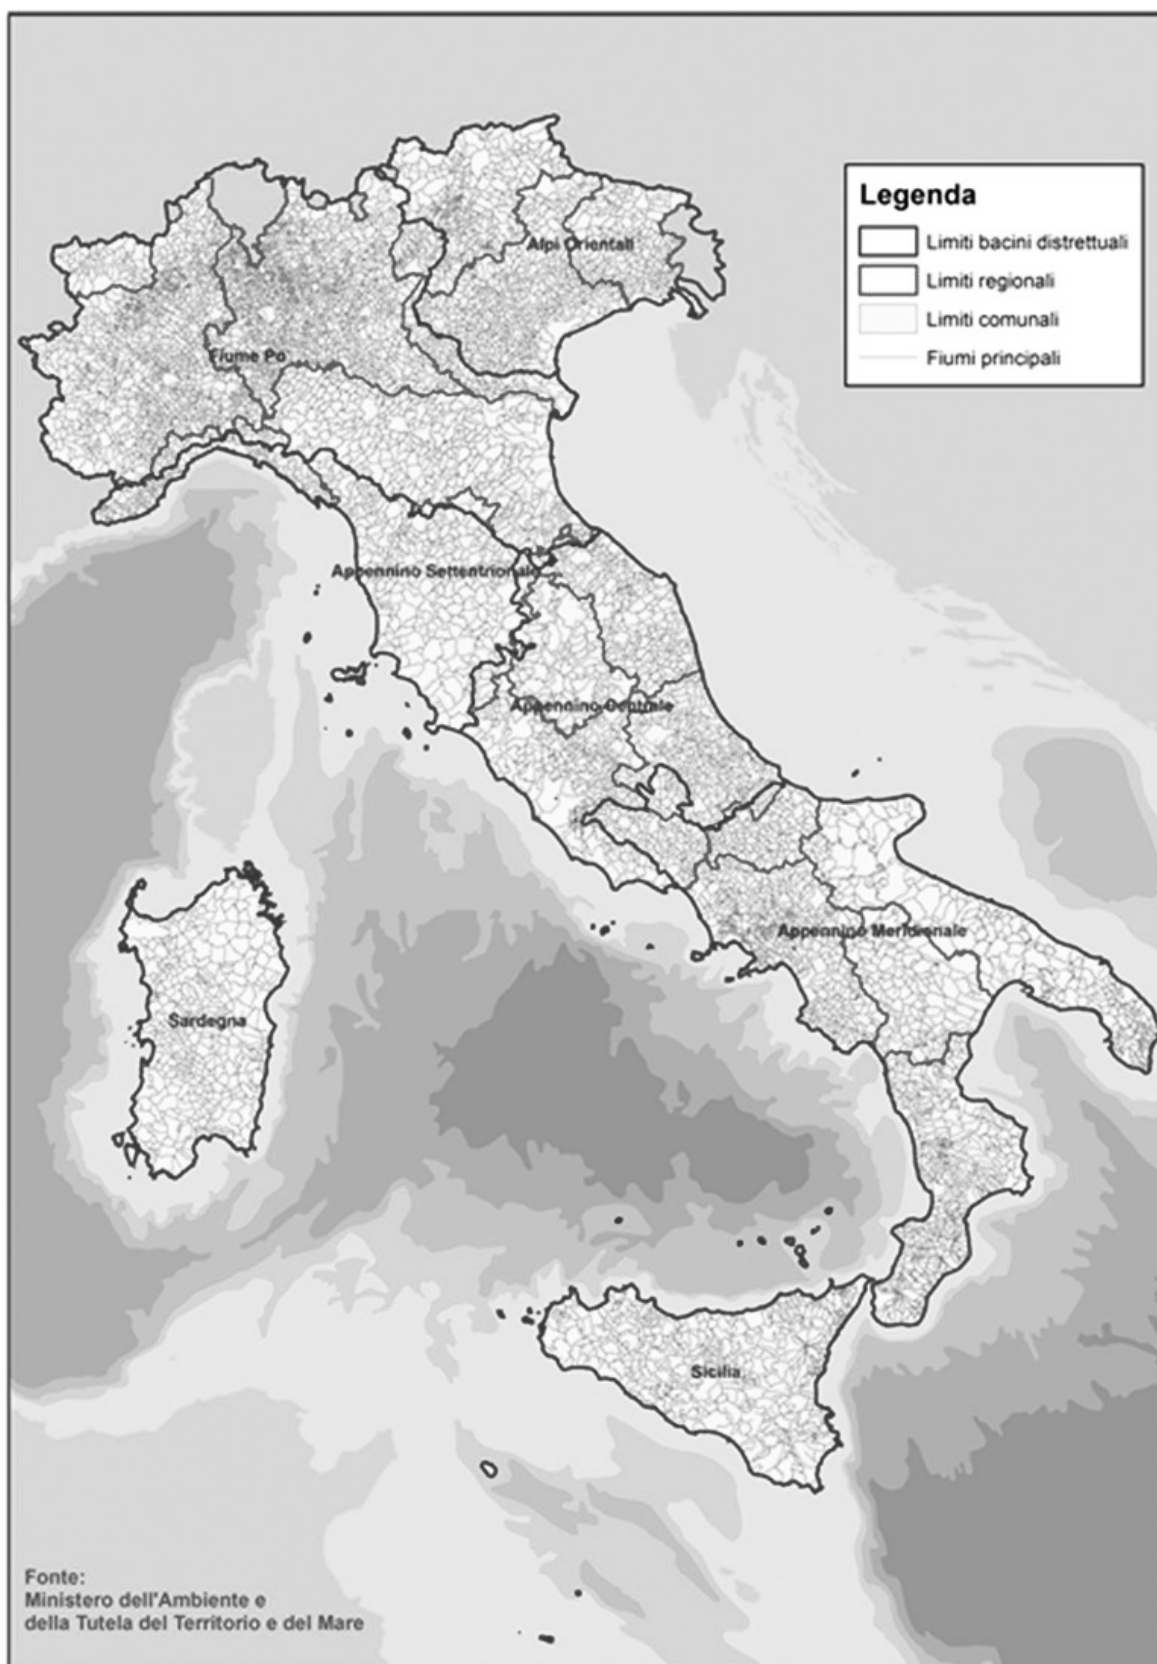 Legenda
Limiti bacini distrettuali
Limiti regionali
Limiti comunali
Fiumi principali
Alpi Orientali
Fiume Po
Appennino Settentrionale
Appennino Centrale
Appennino Meridionale
Sardegna
Sicilia
Fonte:
Ministero dell'Ambiente e
della Tutela del Territorio e del Mare